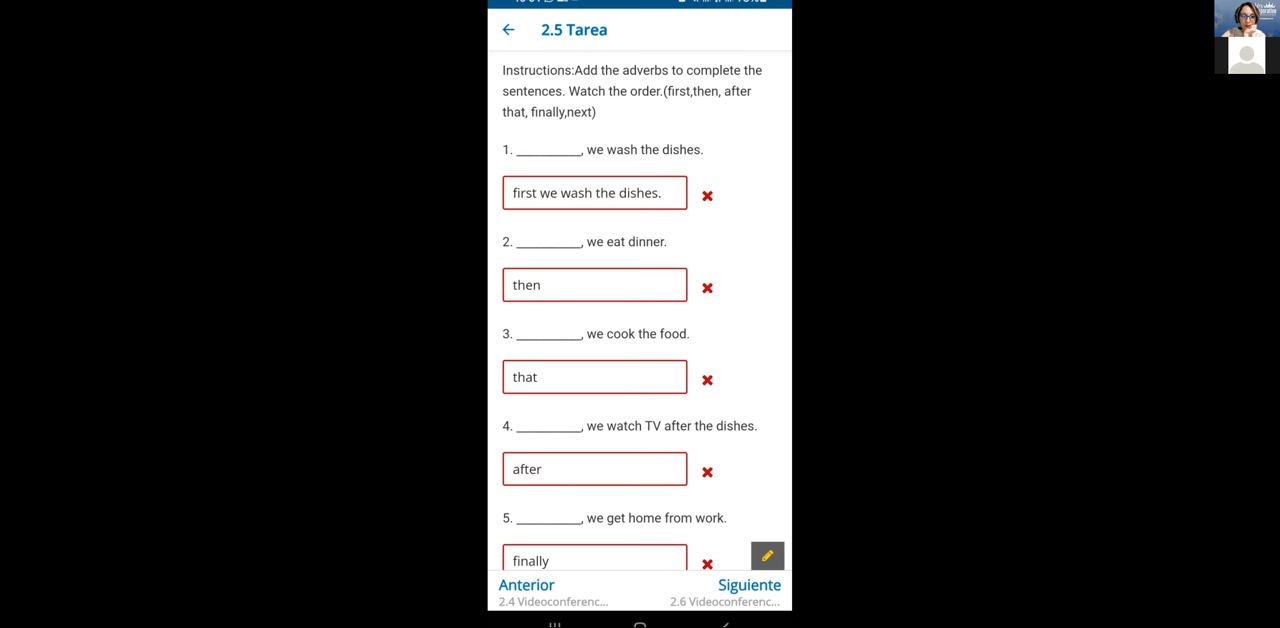 2.5 Tarea
Instructions:Add the adverbs to complete the
sentences. Watch the order.(first,then, after
that, finally,next)
1. __________, we wash the dishes.
first we wash the dishes.
2. __________, we eat dinner.
then
3. __________, we cook the food.
that
4. __________, we watch TV after the dishes.
after
5. __________, we get home from work.
finally
Anterior
Siguiente
2.4 Videoconferenc...
2.6 Videoconferenc...